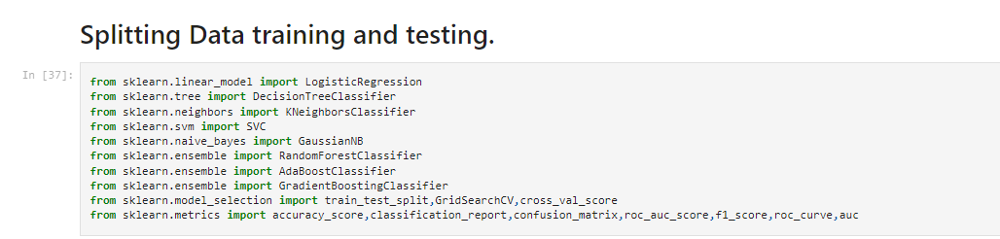 Splitting Data training and testing.
In [37]:
from sklearn.linear_model import LogisticRegression
from sklearn.tree import DecisionTreeClassifier
from sklearn.neighbors import KNeighborsClassifier
from sklearn.svm import SVC
from sklearn.naive_bayes import GaussianNB
from sklearn.ensemble import RandomForestClassifier
from sklearn.ensemble import AdaBoostClassifier
from sklearn.ensemble import GradientBoostingClassifier
from sklearn.model_selection import train_test_split,GridSearchCV,cross_val_score
from sklearn.metrics import accuracy_score,classification_report,confusion_matrix,roc_auc_score,f1_score,roc_curve,auc